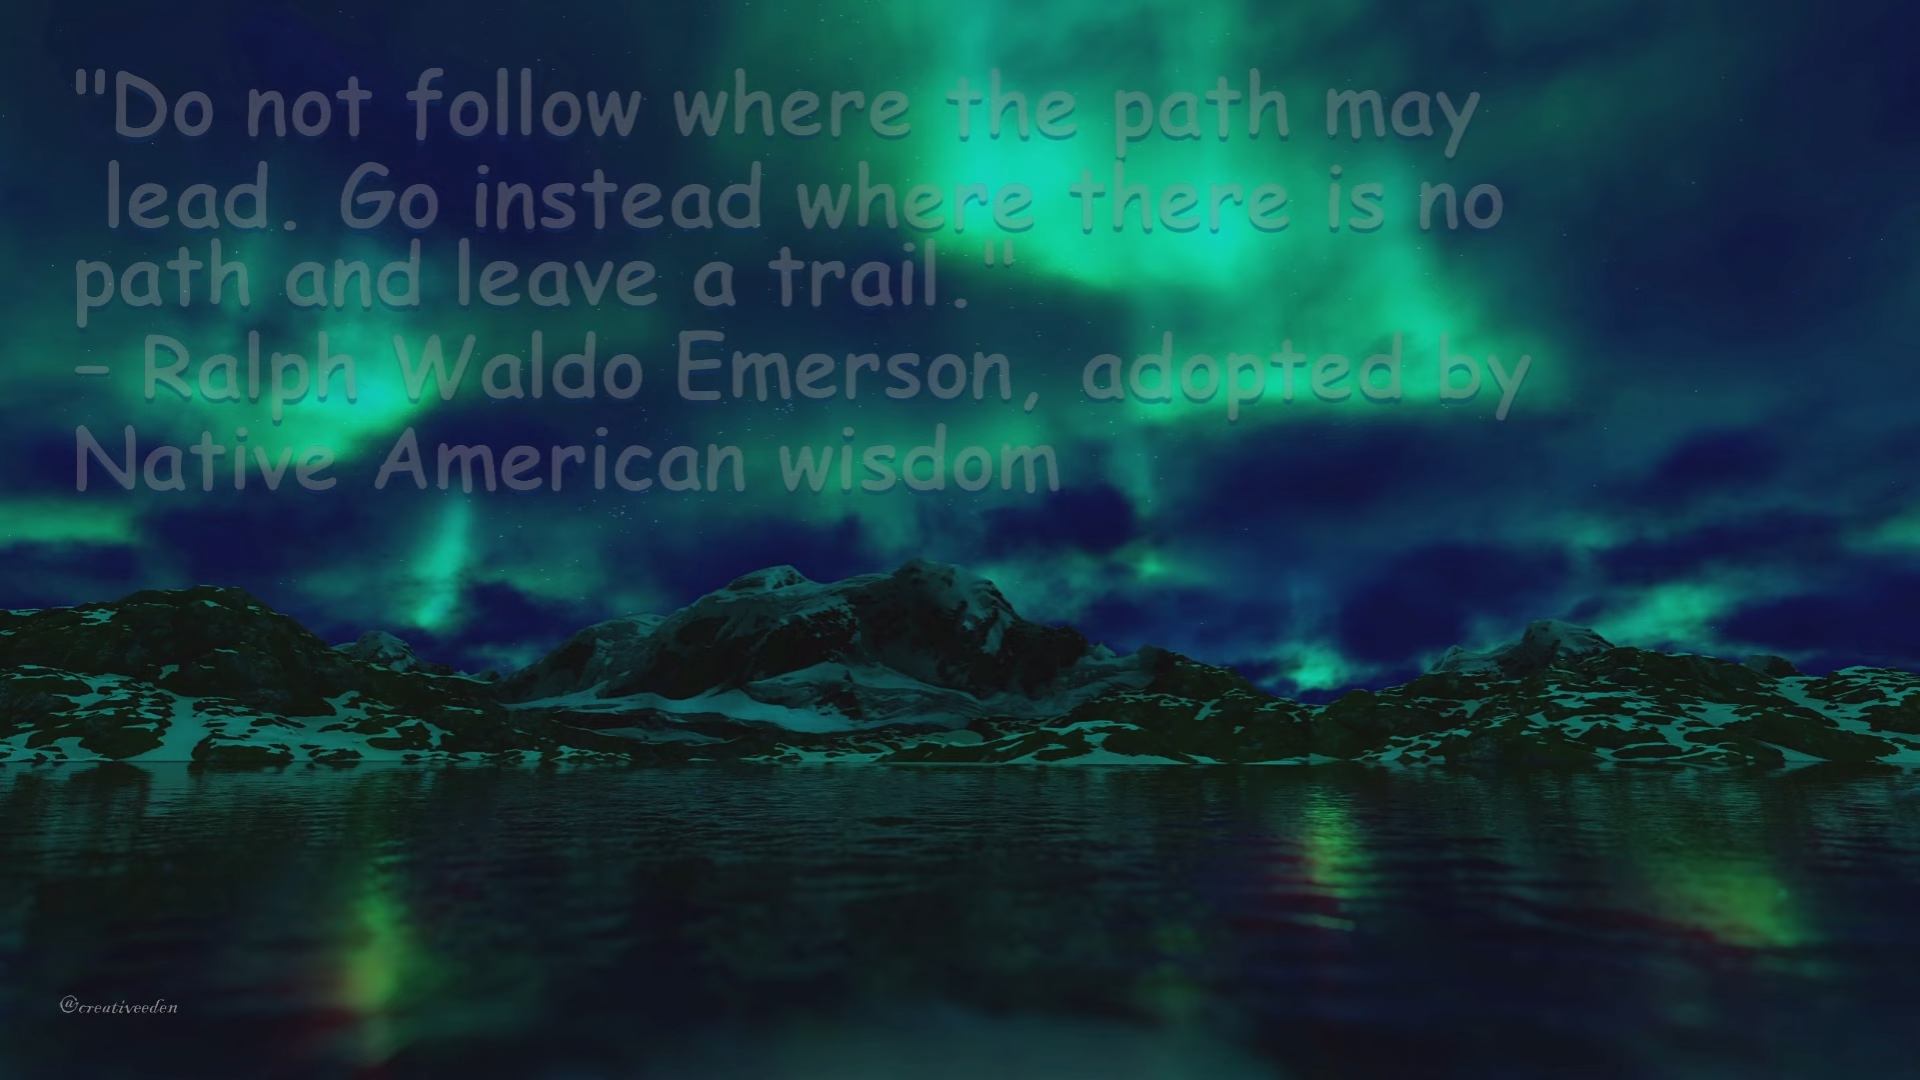 "Do not follow where the path may
lead. Go instead where there is no
path and leave a trail."
– Ralph Waldo Emerson, adopted by
Native American wisdom
@creativeeden